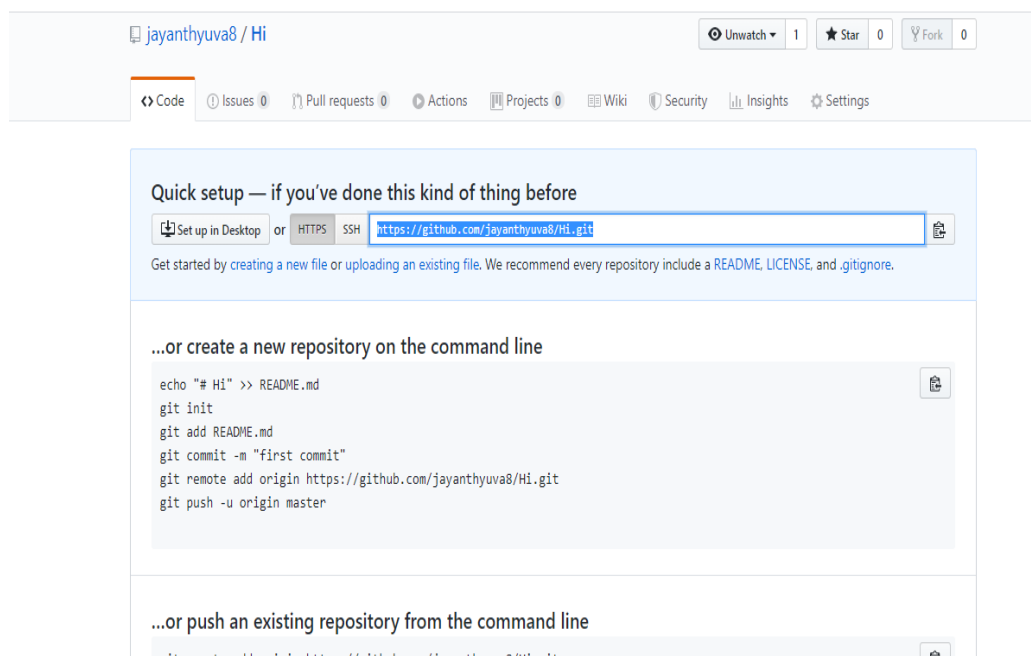 jayanthyuva8 / Hi
Unwatch 1 Star 0 Fork 0
Code Issues 0 Pull requests 0 Actions Projects 0 Wiki Security Insights Settings
Quick setup — if you've done this kind of thing before
Set up in Desktop or HTTPS SSH https://github.com/jayanthyuva8/Hi.git
Get started by creating a new file or uploading an existing file. We recommend every repository include a README, LICENSE, and .gitignore.
...or create a new repository on the command line
echo "# Hi" >> README.md
git init
git add README.md
git commit -m "first commit"
git remote add origin https://github.com/jayanthyuva8/Hi.git
git push -u origin master
...or push an existing repository from the command line